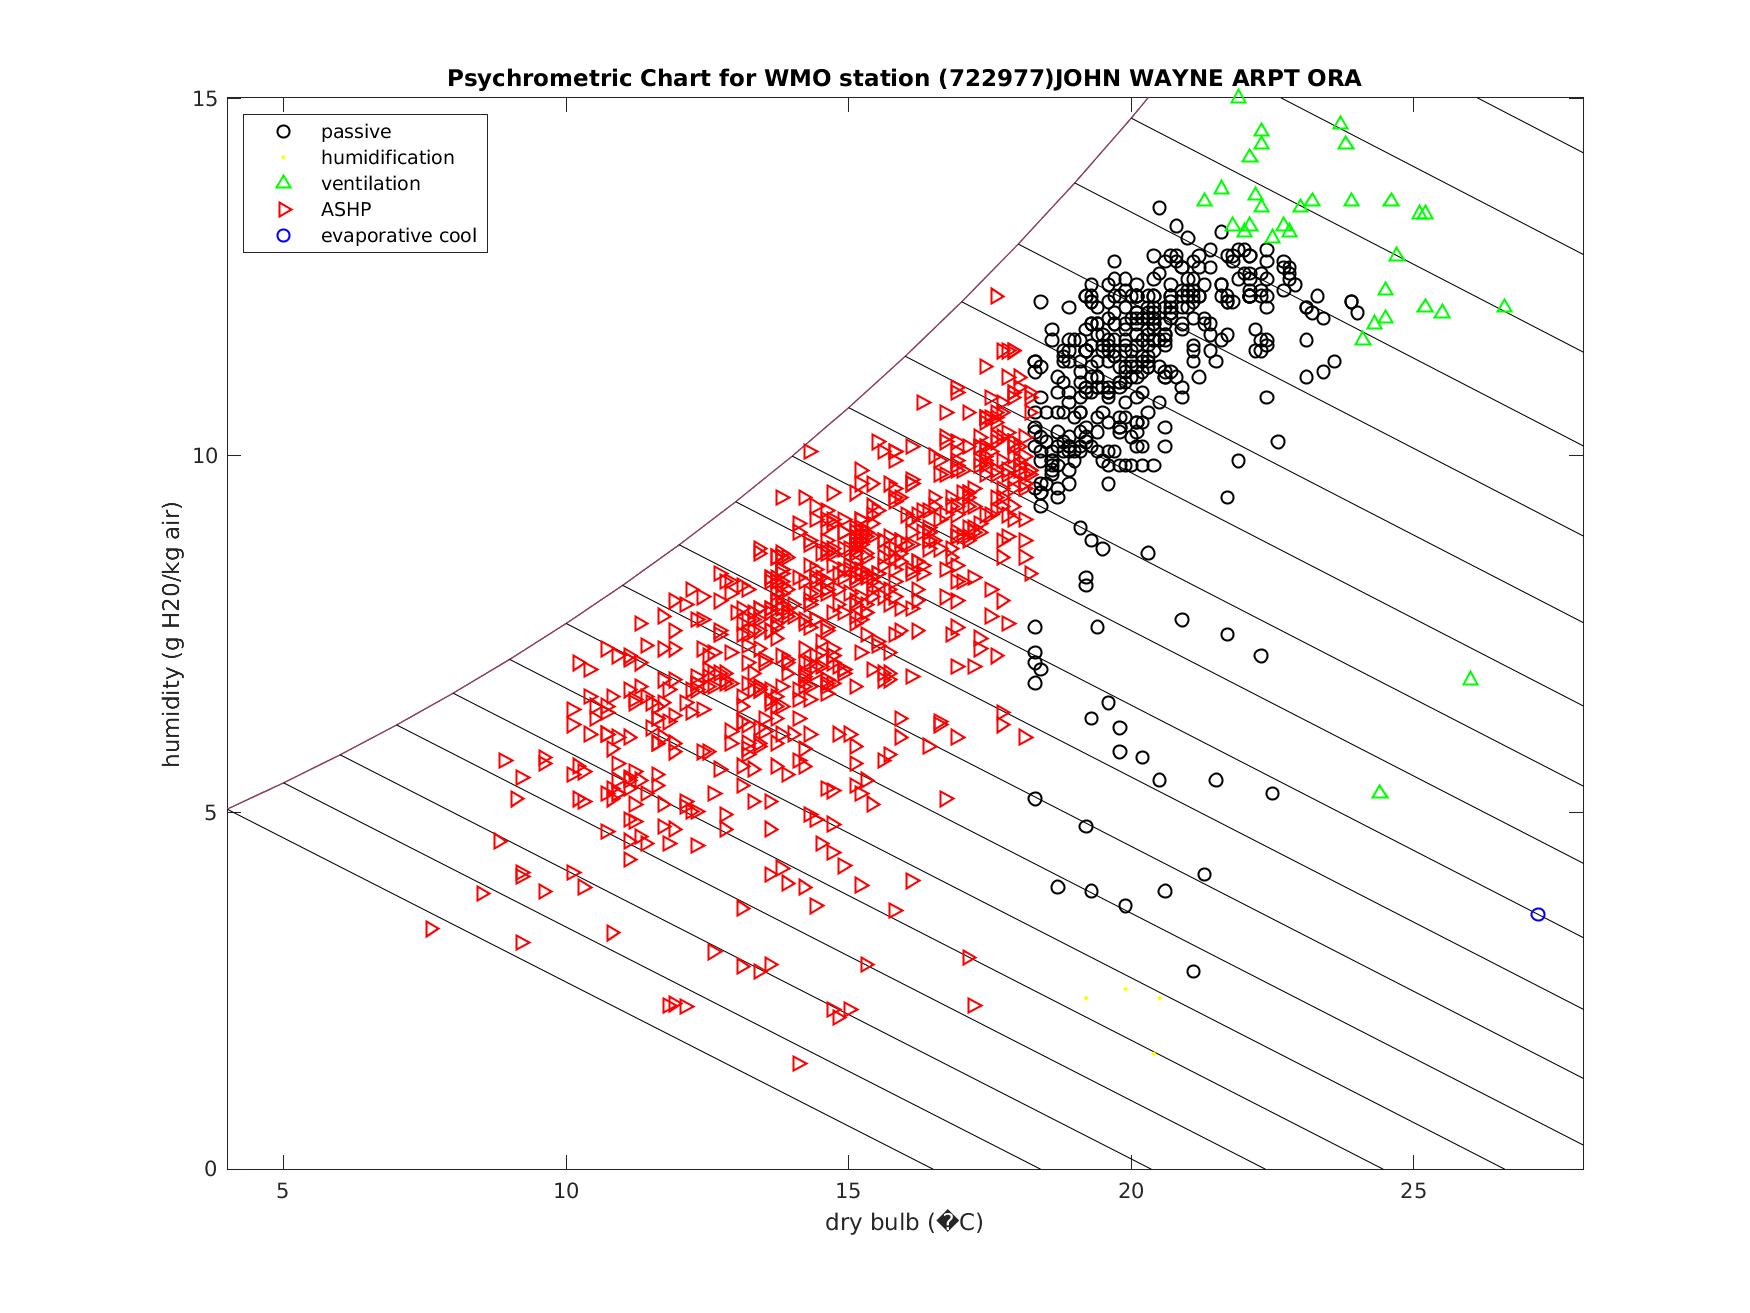 Psychrometric Chart for WMO station (722977)JOHN WAYNE ARPT ORA
15
10
5
0
humidity (g H20/kg air)
passive
humidification
ventilation
ASHP
evaporative cool
5
10
15
20
25
dry bulb (�C)